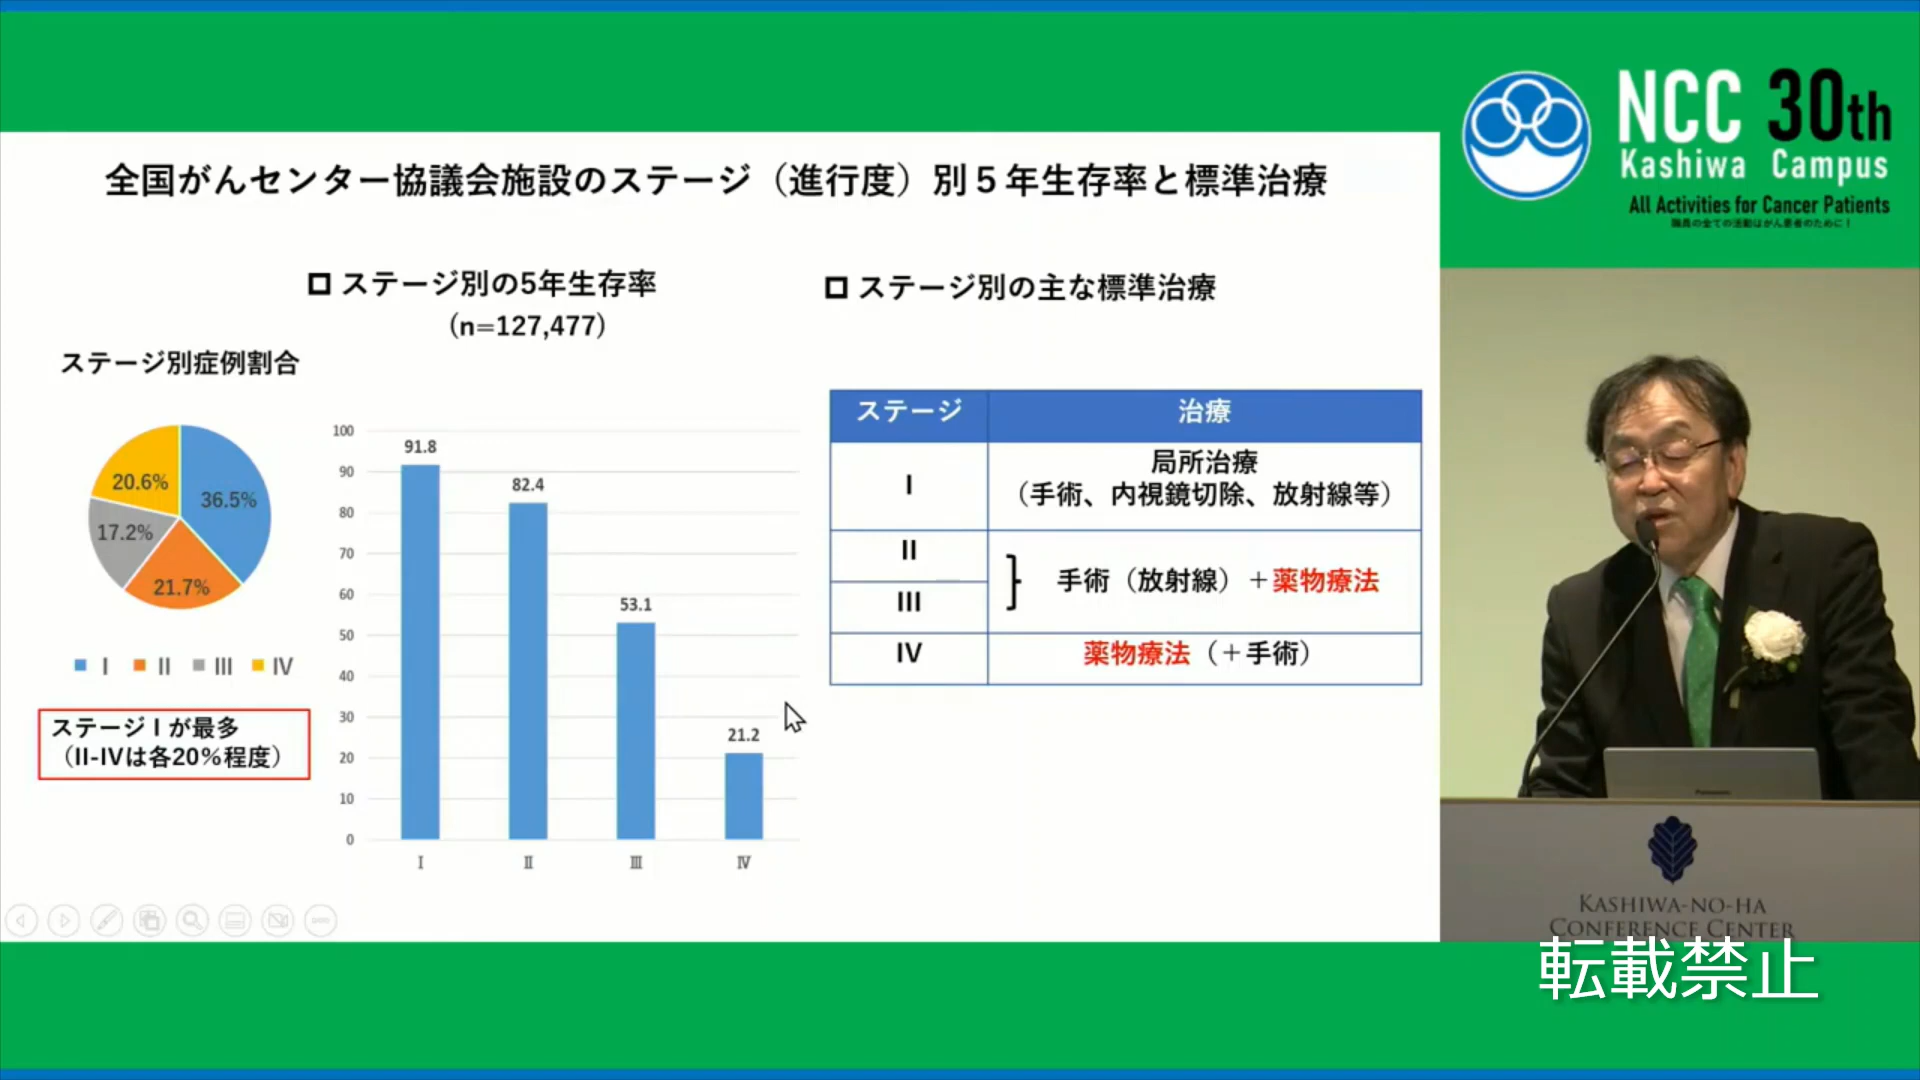 全国がんセンター協議会施設のステージ（進行度）別５年生存率と標準治療
ステージ別の5年生存率
（n=127,477）
ステージ別症例割合
20.6%
36.5%
17.2%
21.7%
I II III IV
ステージ I が最多
（II-IVは各20%程度）
100
90
80
70
60
50
40
30
20
10
0
91.8
82.4
53.1
21.2
Ⅰ Ⅱ Ⅲ Ⅳ
ステージ別の主な標準治療
ステージ 治療
I
局所治療
（手術、内視鏡切除、放射線等）
II
III
手術（放射線）＋薬物療法
IV
薬物療法（＋手術）
NCC 30th
Kashiwa Campus
All Activities for Cancer Patients
職員の全ての活動はがん患者のために！
Panasonic
KASHIWA-NO-HA
CONFERENCE CENTER
転載禁止